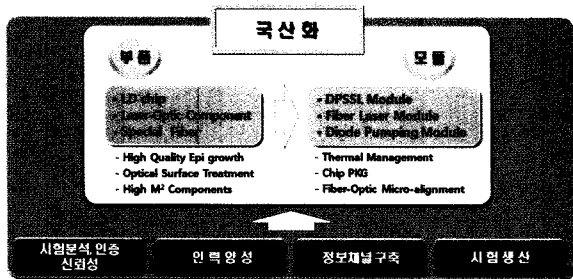 국산화
부품
모듈
• LD chip
• Laser-Optic Component
• Special Fiber
• DPSSL Module
• Fiber Laser Module
• Diode Pumping Module
- High Quality Epi growth
- Optical Surface Treatment
- High M² Components
- Thermal Management
- Chip PKG
- Fiber-Optic Micro-alignment
시험분석, 인증
신뢰성
인력양성
정보채널구축
시험생산